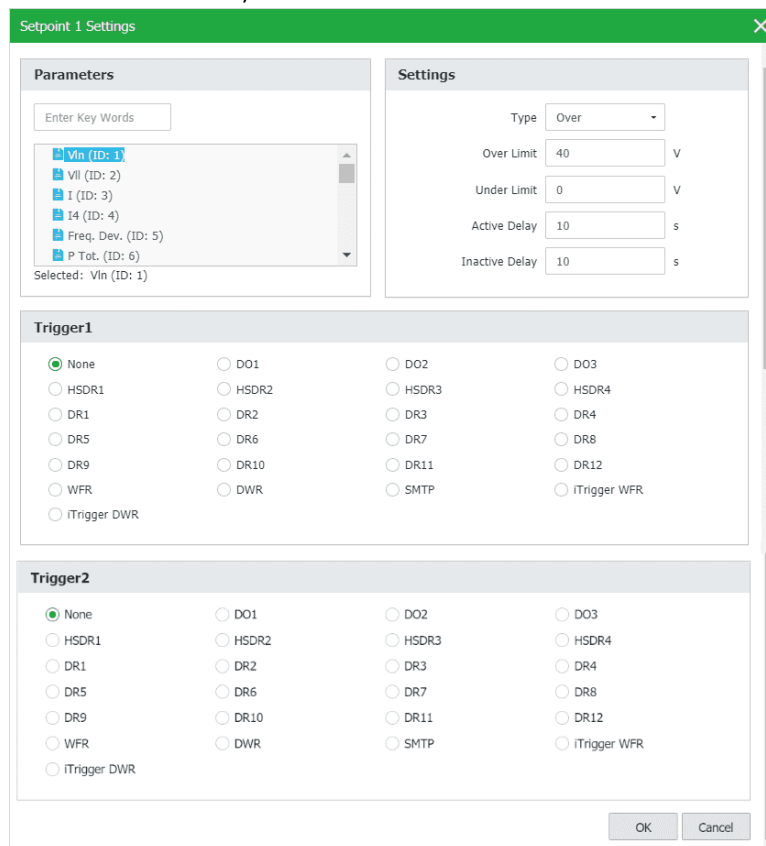 Setpoint 1 Settings
Parameters
Enter Key Words
Vln (ID: 1)
Vll (ID: 2)
I (ID: 3)
I4 (ID: 4)
Freq. Dev. (ID: 5)
P Tot. (ID: 6)
Selected: Vln (ID: 1)
Settings
Type Over
Over Limit 40 V
Under Limit 0 V
Active Delay 10 s
Inactive Delay 10 s
Trigger1
None DO1 DO2 DO3
HSDR1 HSDR2 HSDR3 HSDR4
DR1 DR2 DR3 DR4
DR5 DR6 DR7 DR8
DR9 DR10 DR11 DR12
WFR DWR SMTP iTrigger WFR
iTrigger DWR
Trigger2
None DO1 DO2 DO3
HSDR1 HSDR2 HSDR3 HSDR4
DR1 DR2 DR3 DR4
DR5 DR6 DR7 DR8
DR9 DR10 DR11 DR12
WFR DWR SMTP iTrigger WFR
iTrigger DWR
OK Cancel